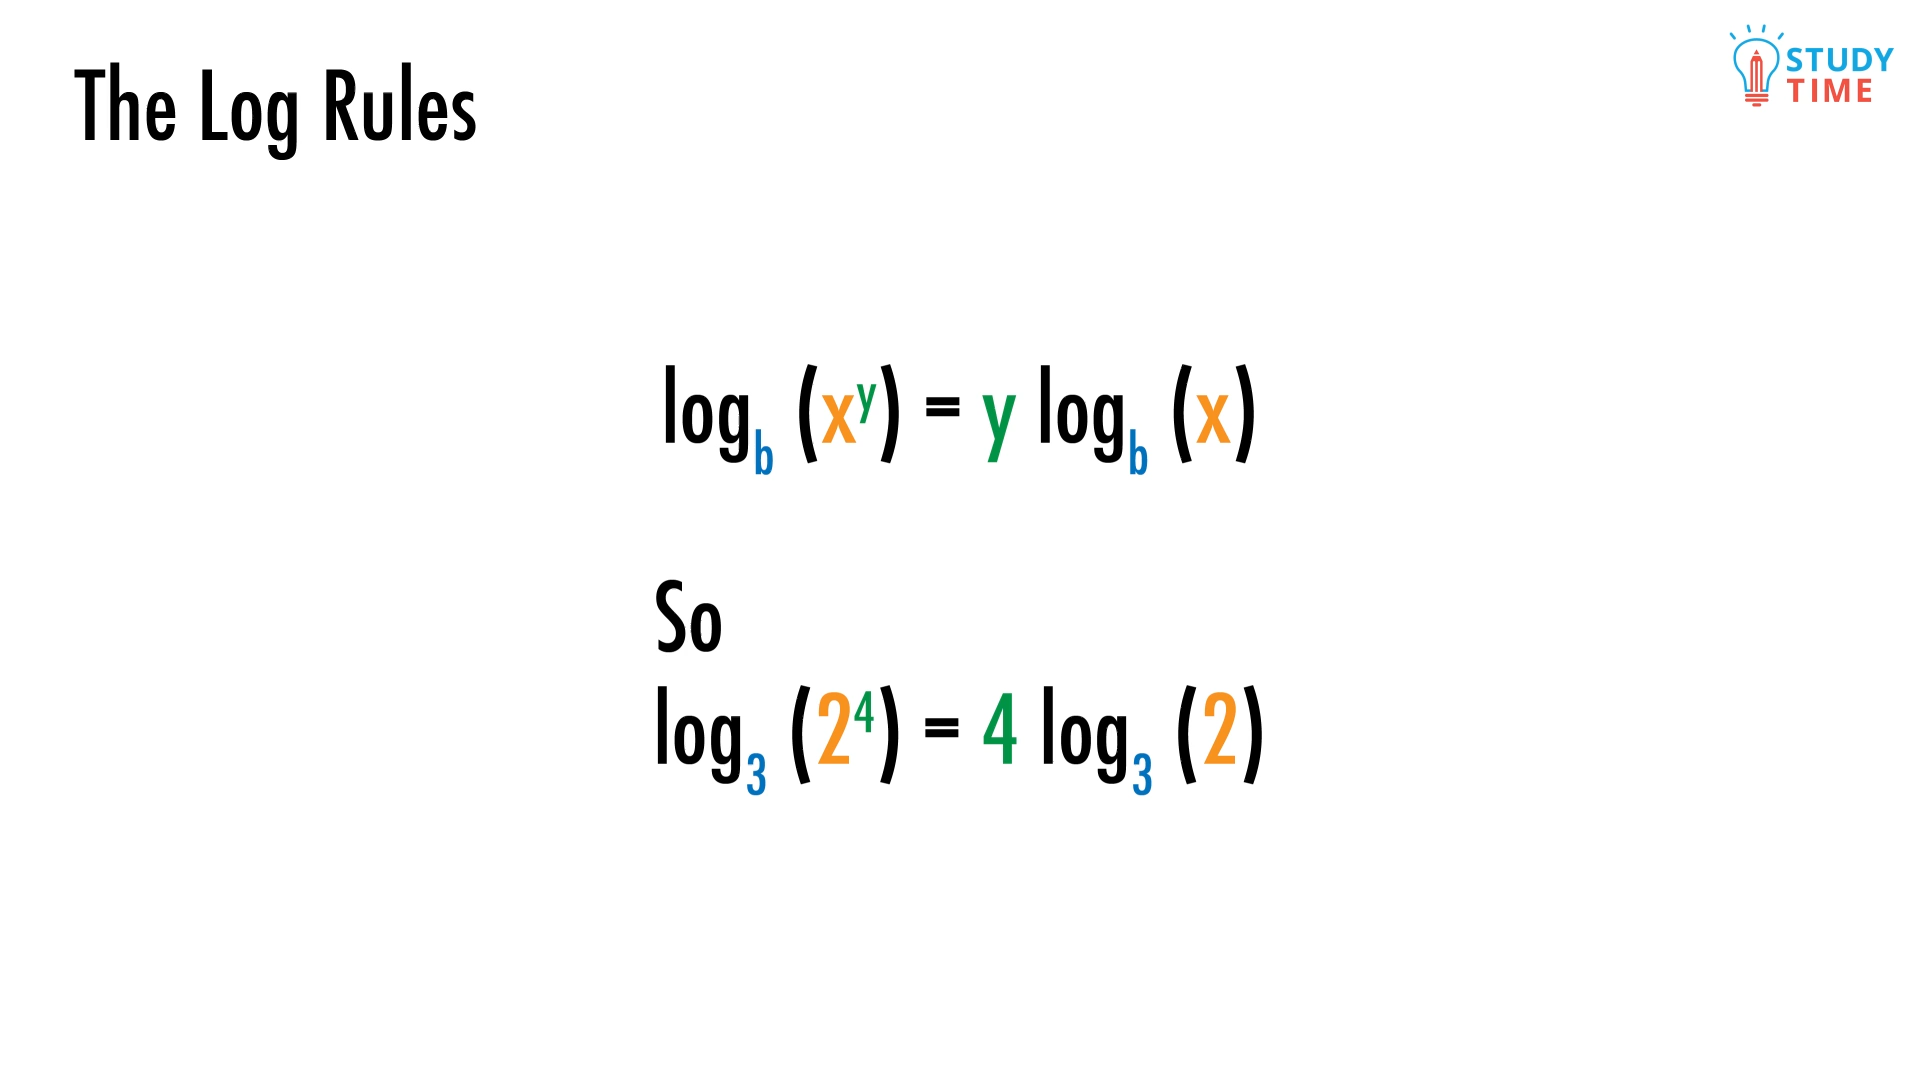 The Log Rules
STUDY
TIME
log_b (x^y) = y log_b (x)
So
log_3 (2^4) = 4 log_3 (2)